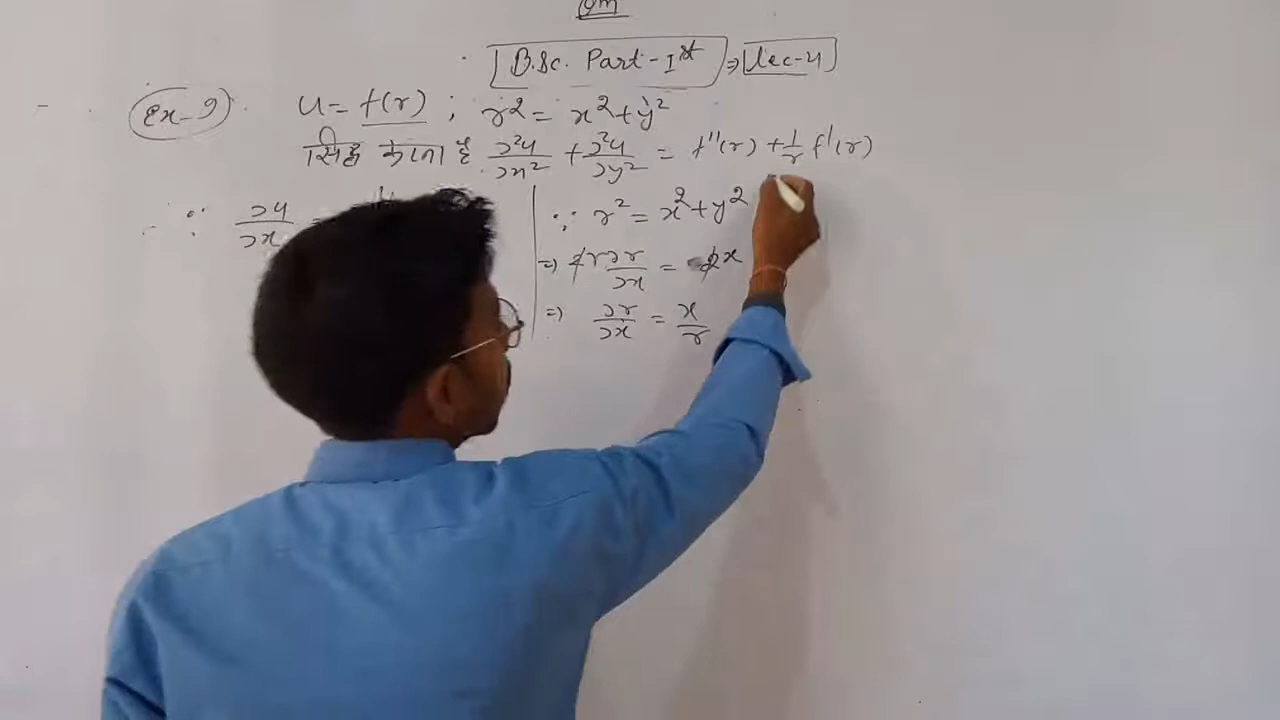 B.Sc. Part-Ist ⇒ Lec-21
Ex-9 u = f(r) ; r² = x² + y²
सिद्ध करना है ∂²u/∂x² + ∂²u/∂y² = f''(r) + 1/r f'(r)
∵ ∂u/∂x =
∵ r² = x² + y²
⇒ 2r ∂r/∂x = 2x
⇒ ∂r/∂x = x/r